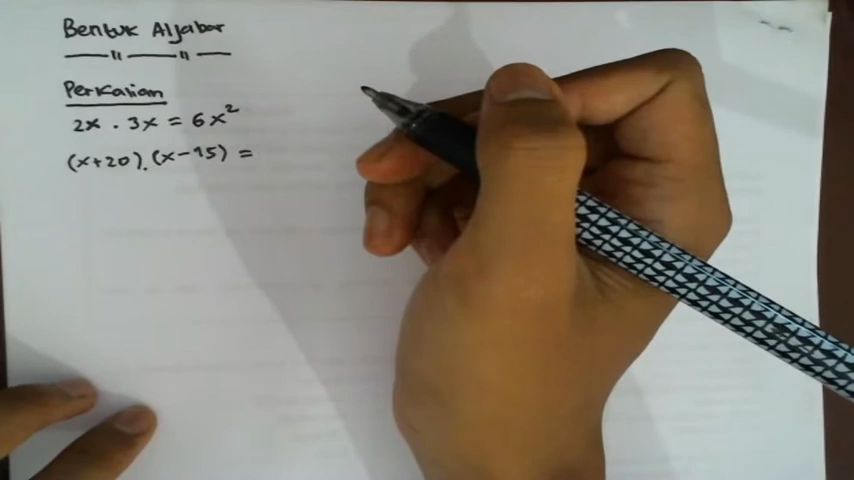 Bentuk Aljabar
Perkalian
2x . 3x = 6x²
(x+20).(x-15) =